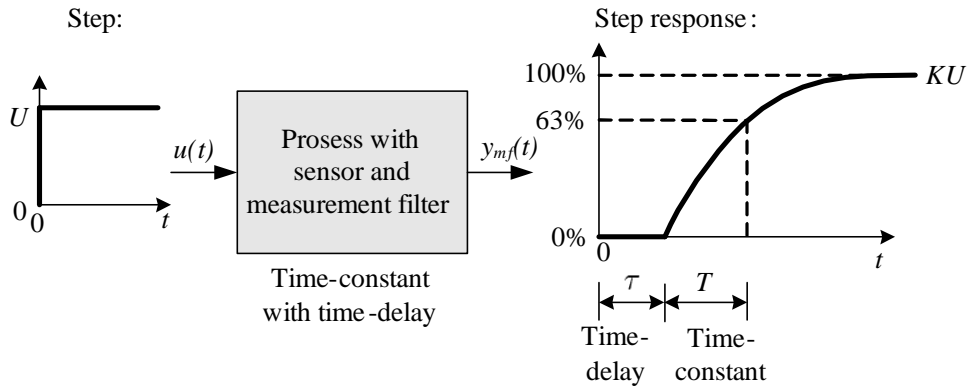 Step:
U
0
0
t
u(t)
Prosess with
sensor and
measurement filter
Time-constant
with time-delay
ymf(t)
Step response:
100%
63%
0%
0
KU
t
τ
T
Time-
delay
Time-
constant